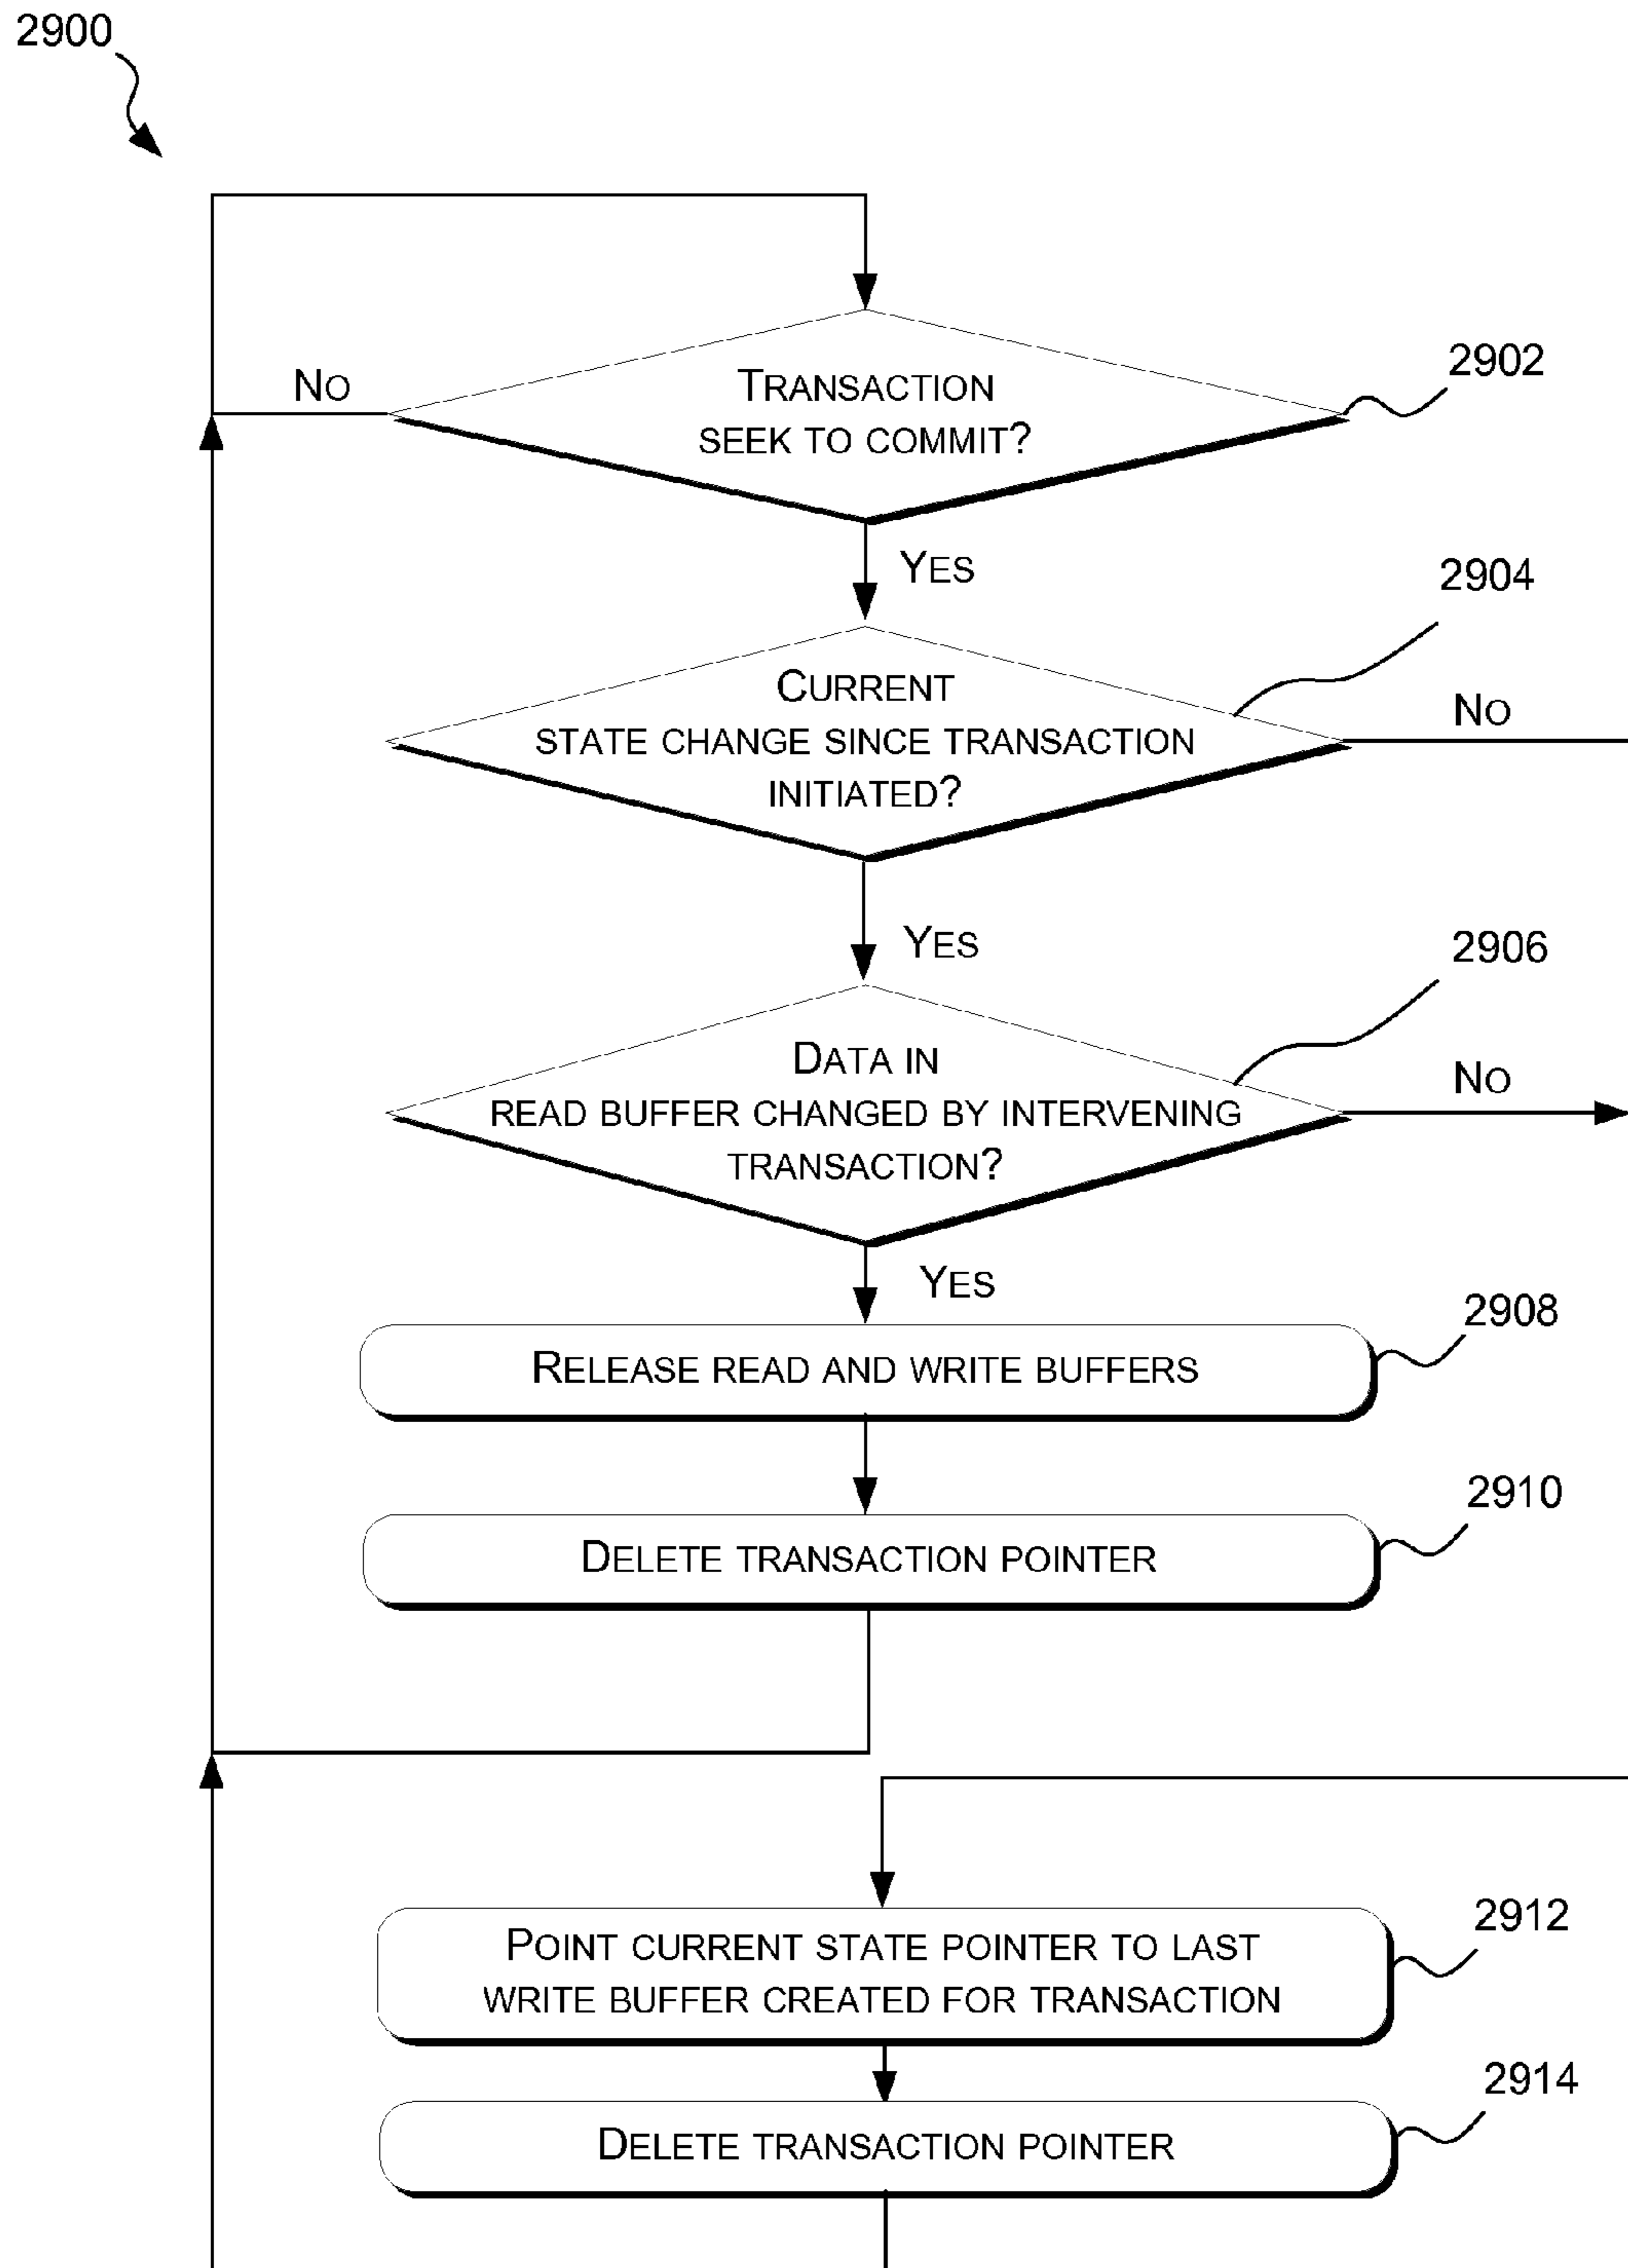 2900
TRANSACTION
SEEK TO COMMIT?
2902
NO
YES
CURRENT
STATE CHANGE SINCE TRANSACTION
INITIATED?
2904
NO
YES
DATA IN
READ BUFFER CHANGED BY INTERVENING
TRANSACTION?
2906
NO
YES
RELEASE READ AND WRITE BUFFERS
2908
DELETE TRANSACTION POINTER
2910
POINT CURRENT STATE POINTER TO LAST
WRITE BUFFER CREATED FOR TRANSACTION
2912
DELETE TRANSACTION POINTER
2914